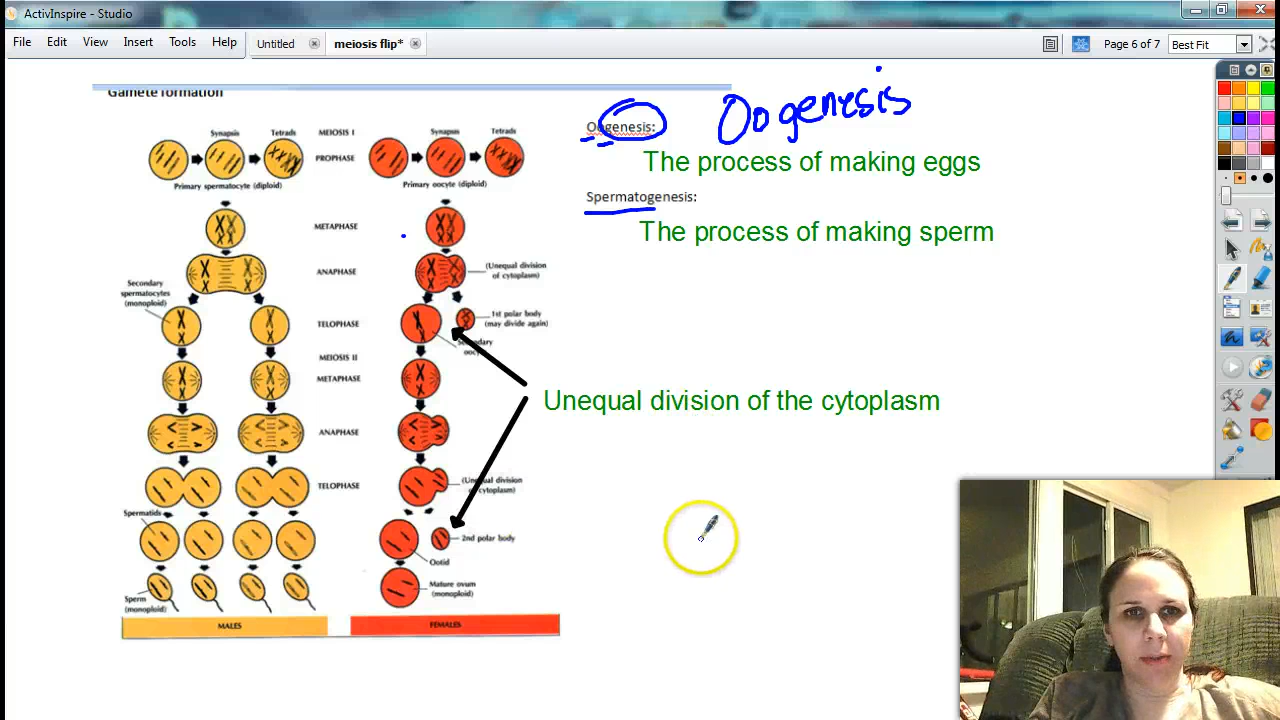 ActivInspire - Studio
File Edit View Insert Tools Help Untitled meiosis flip* Page 6 of 7 Best Fit
Gamete formation
Synapsis Tetrads MEIOSIS I Synapsis Tetrads
PROPHASE
Primary spermatocyte (diploid) Primary oocyte (diploid)
METAPHASE
ANAPHASE
(Unequal division
of cytoplasm)
Secondary
spermatocytes
(monoploid)
TELOPHASE
1st polar body
(may divide again)
MEIOSIS II
METAPHASE
ANAPHASE
TELOPHASE
(Unequal division
of cytoplasm)
Spermatids
2nd polar body
Ootid
Sperm
(monoploid)
Mature ovum
(monoploid)
MALES FEMALES
Oogenesis: Oogenesis
The process of making eggs
Spermatogenesis:
The process of making sperm
Unequal division of the cytoplasm